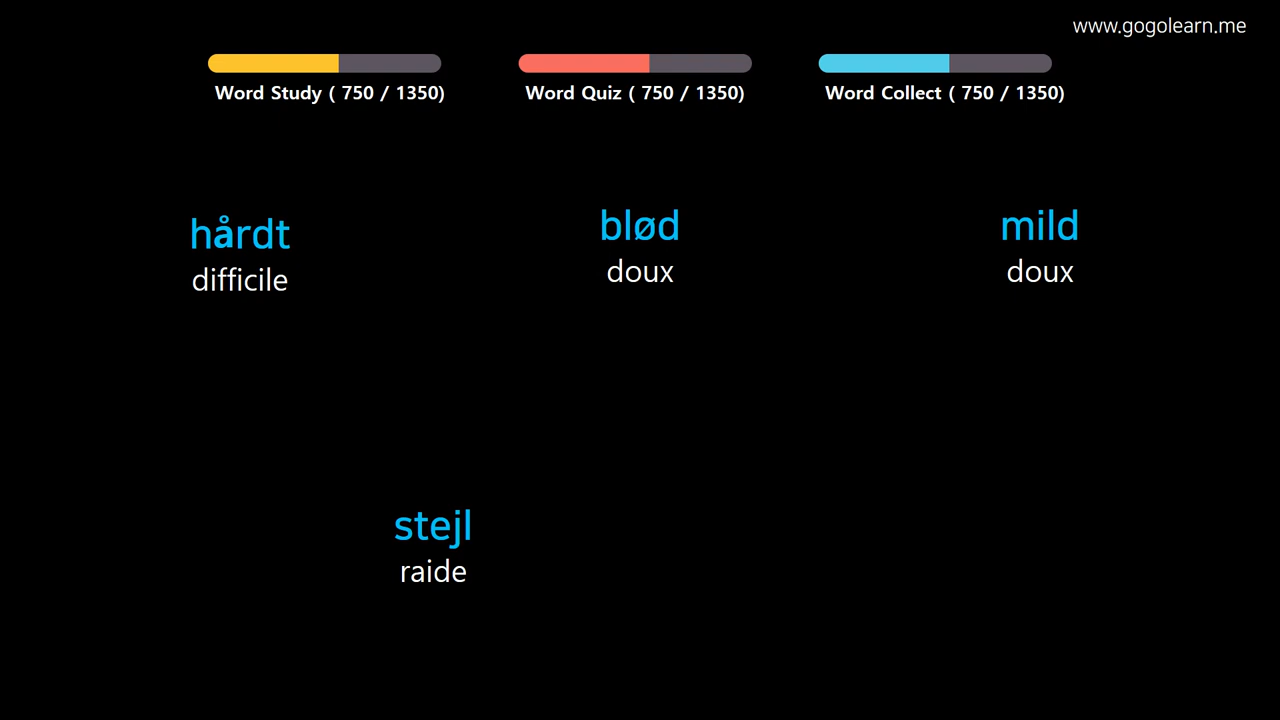 www.gogolearn.me
Word Study ( 750 / 1350)
Word Quiz ( 750 / 1350)
Word Collect ( 750 / 1350)
hårdt
difficile
blød
doux
mild
doux
stejl
raide